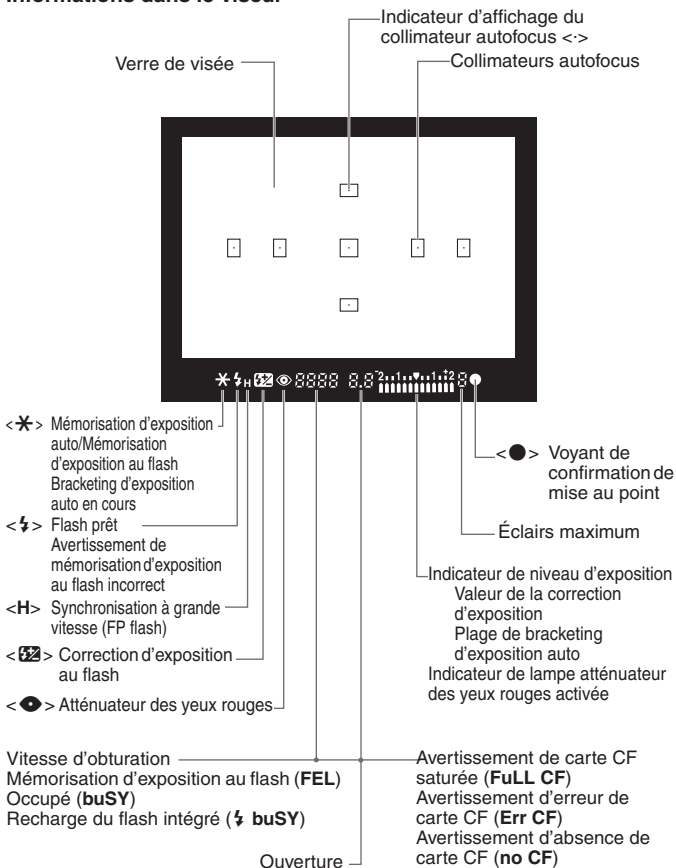 Informations dans le viseur
Indicateur d'affichage du
collimateur autofocus <·>
Verre de visée
Collimateurs autofocus
-2..1..▼..1..+2
<✱> Mémorisation d'exposition
auto/Mémorisation
d'exposition au flash
Bracketing d'exposition
auto en cours
<⚡> Flash prêt
Avertissement de
mémorisation d'exposition
au flash incorrect
<H> Synchronisation à grande
vitesse (FP flash)
<⚡±> Correction d'exposition
au flash
<👁> Atténuateur des yeux rouges
<●> Voyant de
confirmation de
mise au point
Éclairs maximum
Indicateur de niveau d'exposition
Valeur de la correction
d'exposition
Plage de bracketing
d'exposition auto
Indicateur de lampe atténuateur
des yeux rouges activée
Vitesse d'obturation
Mémorisation d'exposition au flash (FEL)
Occupé (buSY)
Recharge du flash intégré (⚡ buSY)
Ouverture
Avertissement de carte CF
saturée (FuLL CF)
Avertissement d'erreur de
carte CF (Err CF)
Avertissement d'absence de
carte CF (no CF)